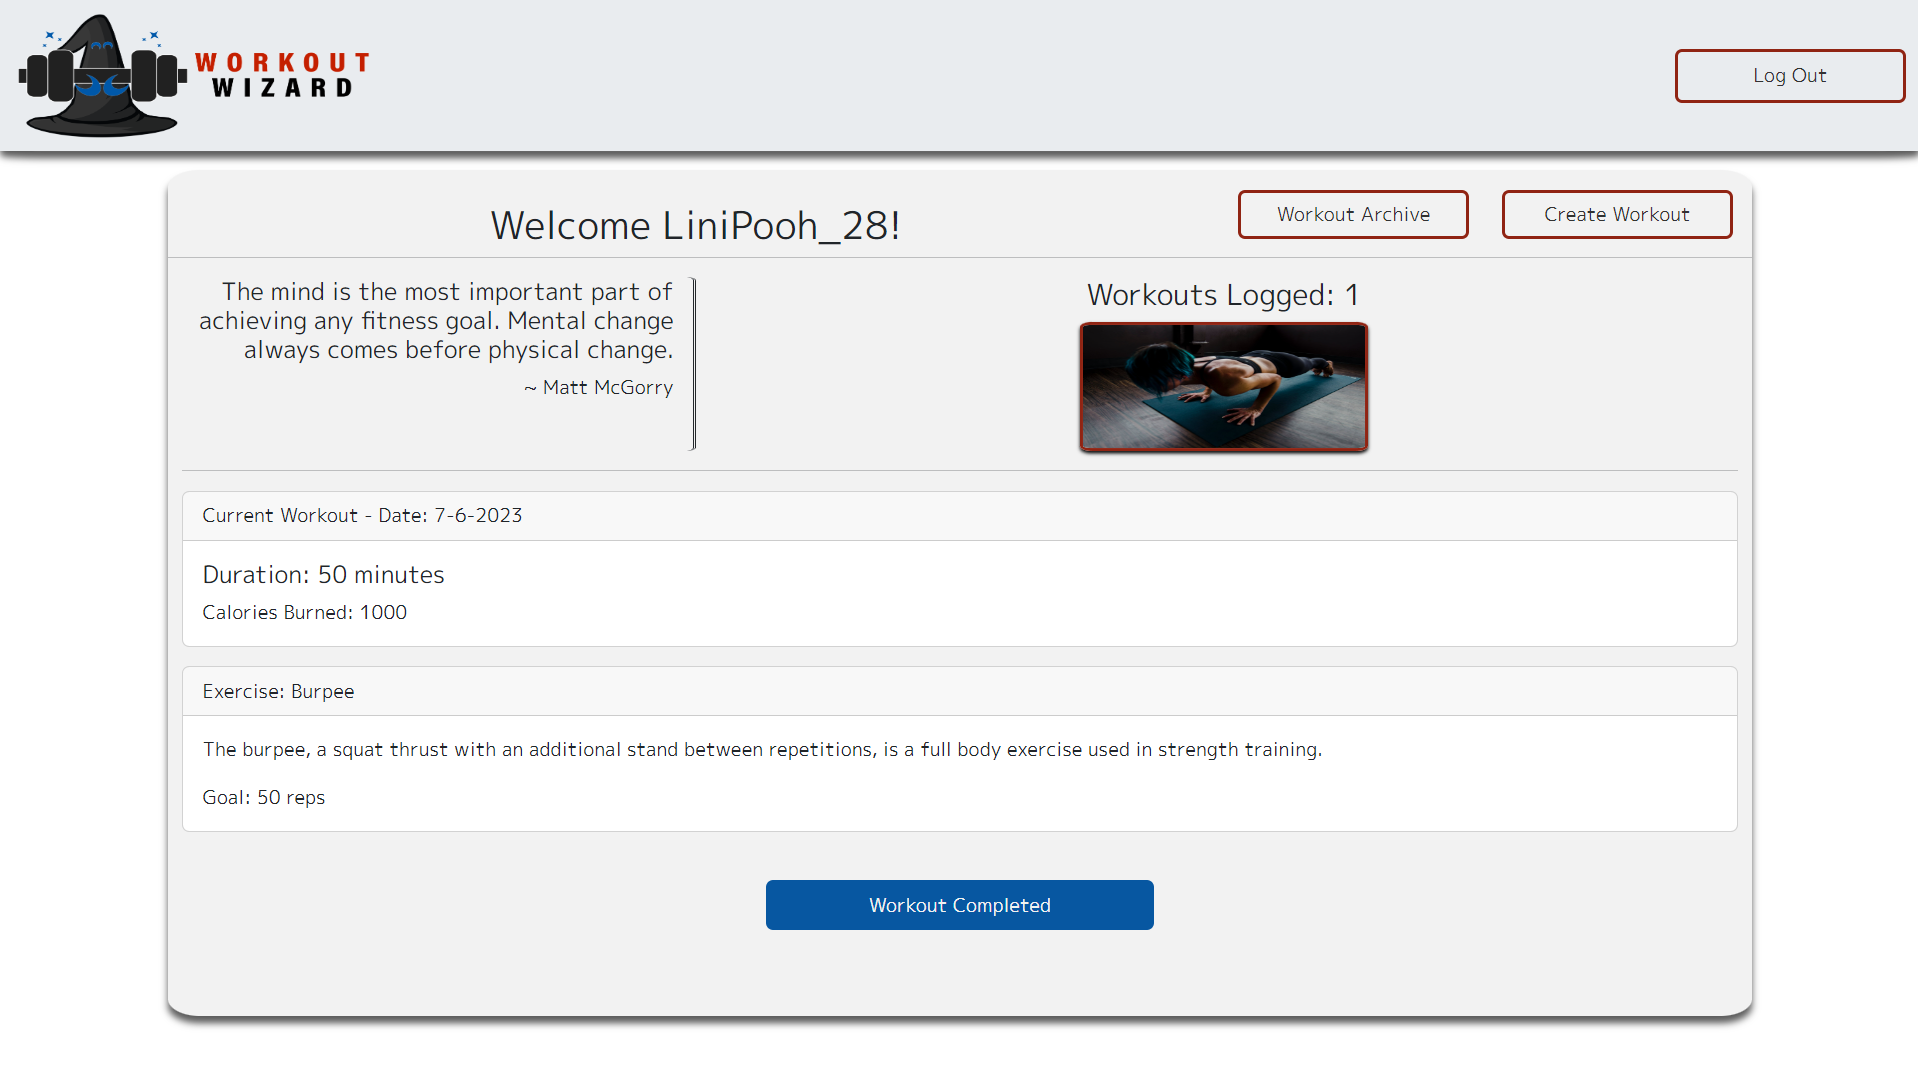 WORKOUT
WIZARD
Log Out
Welcome LiniPooh_28!
Workout Archive
Create Workout
The mind is the most important part of
achieving any fitness goal. Mental change
always comes before physical change.
~ Matt McGorry
Workouts Logged: 1
Current Workout - Date: 7-6-2023
Duration: 50 minutes
Calories Burned: 1000
Exercise: Burpee
The burpee, a squat thrust with an additional stand between repetitions, is a full body exercise used in strength training.
Goal: 50 reps
Workout Completed